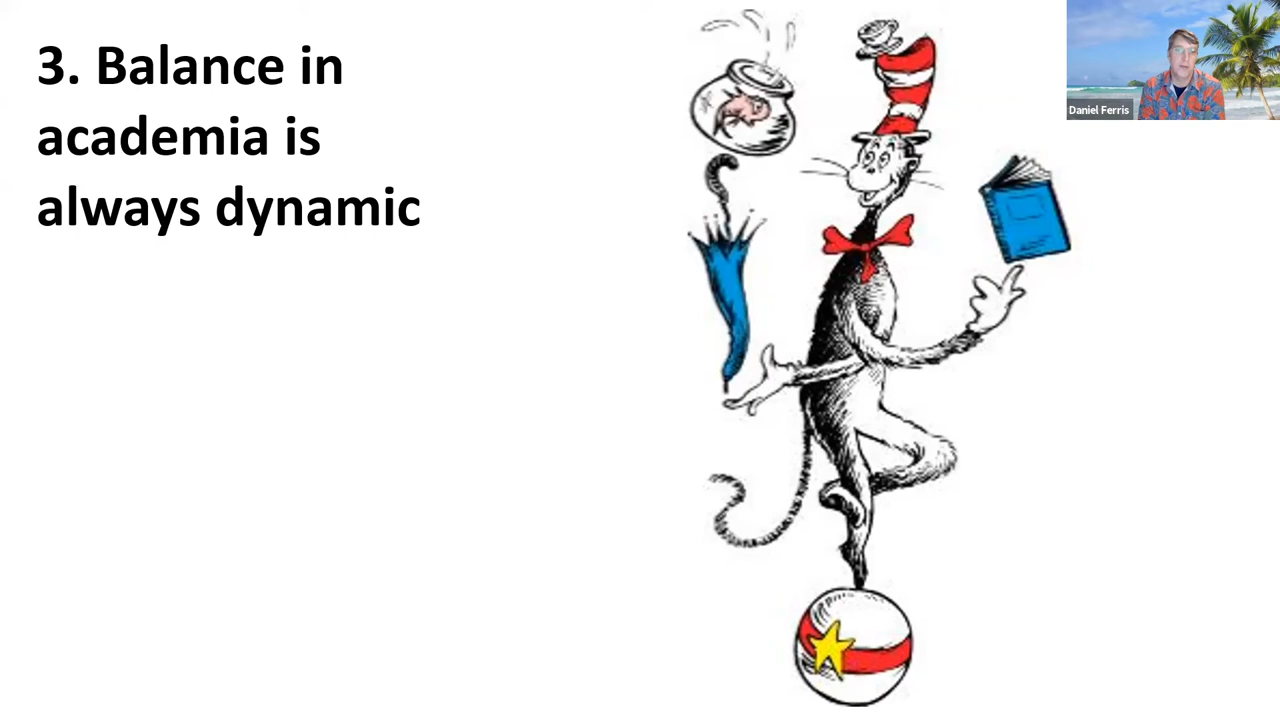 3. Balance in
academia is
always dynamic
Daniel Ferris